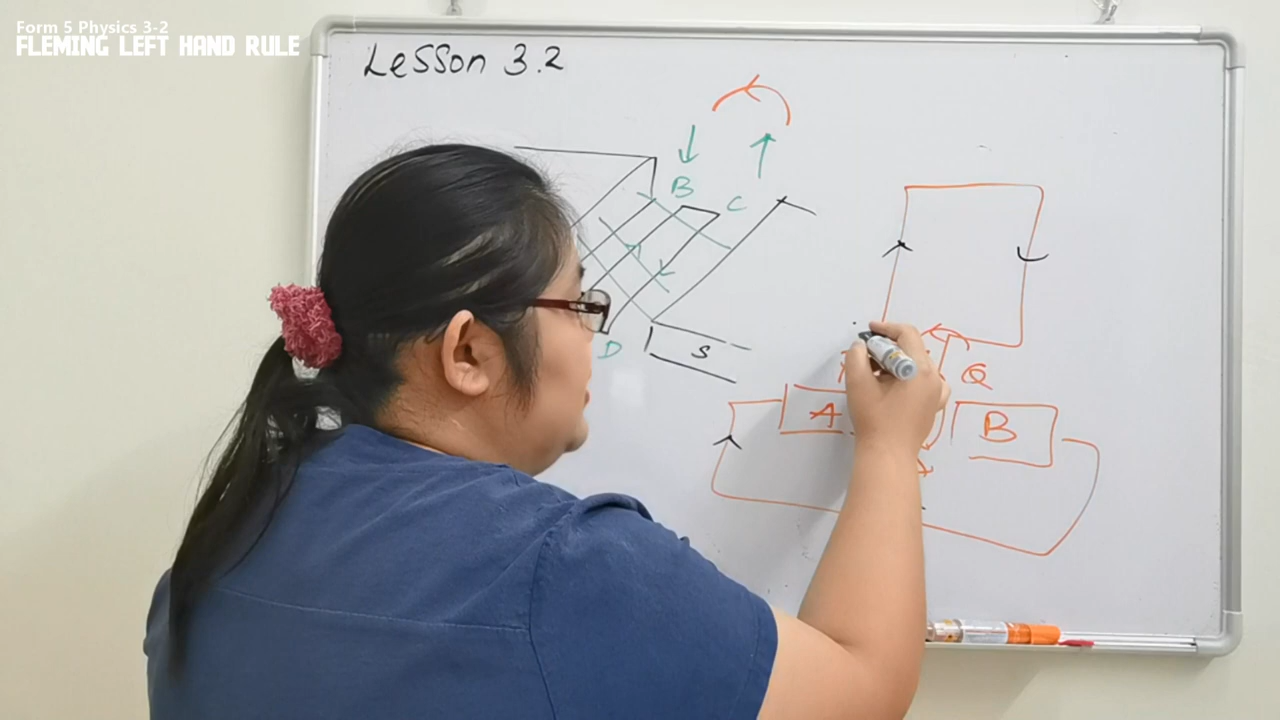 Form 5 Physics 3-2
FLEMING LEFT HAND RULE
Lesson 3.2
B
C
D
S
Q
A
B